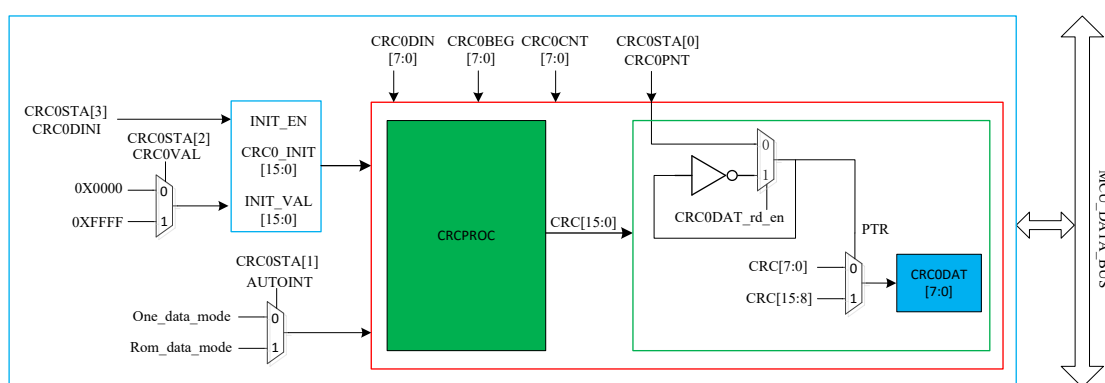 CRC0DIN
[7:0]
CRC0BEG
[7:0]
CRC0CNT
[7:0]
CRC0STA[0]
CRC0PNT
CRC0STA[3]
CRC0DINI
CRC0STA[2]
CRC0VAL
0X0000
0XFFFF
0
1
INIT_EN
CRC0_INIT
[15:0]
INIT_VAL
[15:0]
CRC0STA[1]
AUTOINT
One_data_mode
Rom_data_mode
0
1
CRCPROC
CRC[15:0]
0
1
CRC0DAT_rd_en
PTR
CRC[7:0]
CRC[15:8]
0
1
CRC0DAT
[7:0]
MCU_DATA_BUS